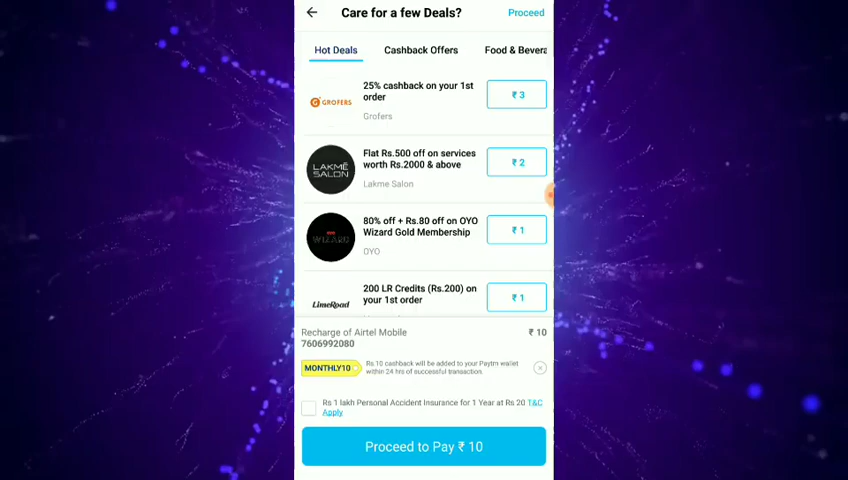 Care for a few Deals?
Proceed
Hot Deals
Cashback Offers
Food & Bevera
25% cashback on your 1st
order
Grofers
GROFERS
₹ 3
Flat Rs.500 off on services
worth Rs.2000 & above
Lakme Salon
LAKMÉ
SALON
₹ 2
80% off + Rs.80 off on OYO
Wizard Gold Membership
OYO
WIZARD
₹ 1
200 LR Credits (Rs.200) on
your 1st order
LimeRoad
₹ 1
Recharge of Airtel Mobile
7606992080
₹ 10
MONTHLY10
Rs 10 cashback will be added to your Paytm wallet
within 24 hrs of successful transaction.
Rs 1 lakh Personal Accident Insurance for 1 Year at Rs 20 T&C
Apply
Proceed to Pay ₹ 10